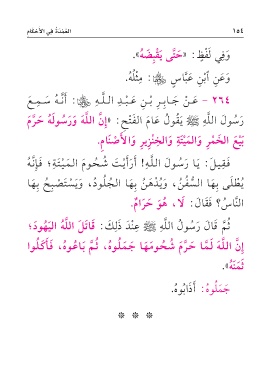 ١٥٤ العُمْدَةُ فِي الأَحْكَامِ
وَفِي لَفْظٍ: «حَتَّى يَقْبِضَهُ».
وَعَنِ ابْنِ عَبَّاسٍ ﷺ: مِثْلُهُ.
٢٦٤ - عَنْ جَابِرِ بْنِ عَبْدِ اللَّهِ ﷺ: أَنَّهُ سَمِعَ
رَسُولَ اللَّهِ ﷺ يَقُولُ عَامَ الفَتْحِ: «إِنَّ اللَّهَ وَرَسُولَهُ حَرَّمَ
بَيْعَ الخَمْرِ وَالمَيْتَةِ وَالخِنْزِيرِ وَالأَصْنَامِ.
فَقِيلَ: يَا رَسُولَ اللَّهِ! أَرَأَيْتَ شُحُومَ المَيْتَةِ؛ فَإِنَّهُ
يُطْلَى بِهَا السُّفُنُ، وَيُدْهَنُ بِهَا الجُلُودُ، وَيَسْتَصْبِحُ بِهَا
النَّاسُ؟ فَقَالَ: لَا، هُوَ حَرَامٌ.
ثُمَّ قَالَ رَسُولُ اللَّهِ ﷺ عِنْدَ ذَلِكَ: قَاتَلَ اللَّهُ اليَهُودَ؛
إِنَّ اللَّهَ لَمَّا حَرَّمَ شُحُومَهَا جَمَلُوهُ، ثُمَّ بَاعُوهُ، فَأَكَلُوا
ثَمَنَهُ».
جَمَلُوهُ: أَذَابُوهُ.
* * *